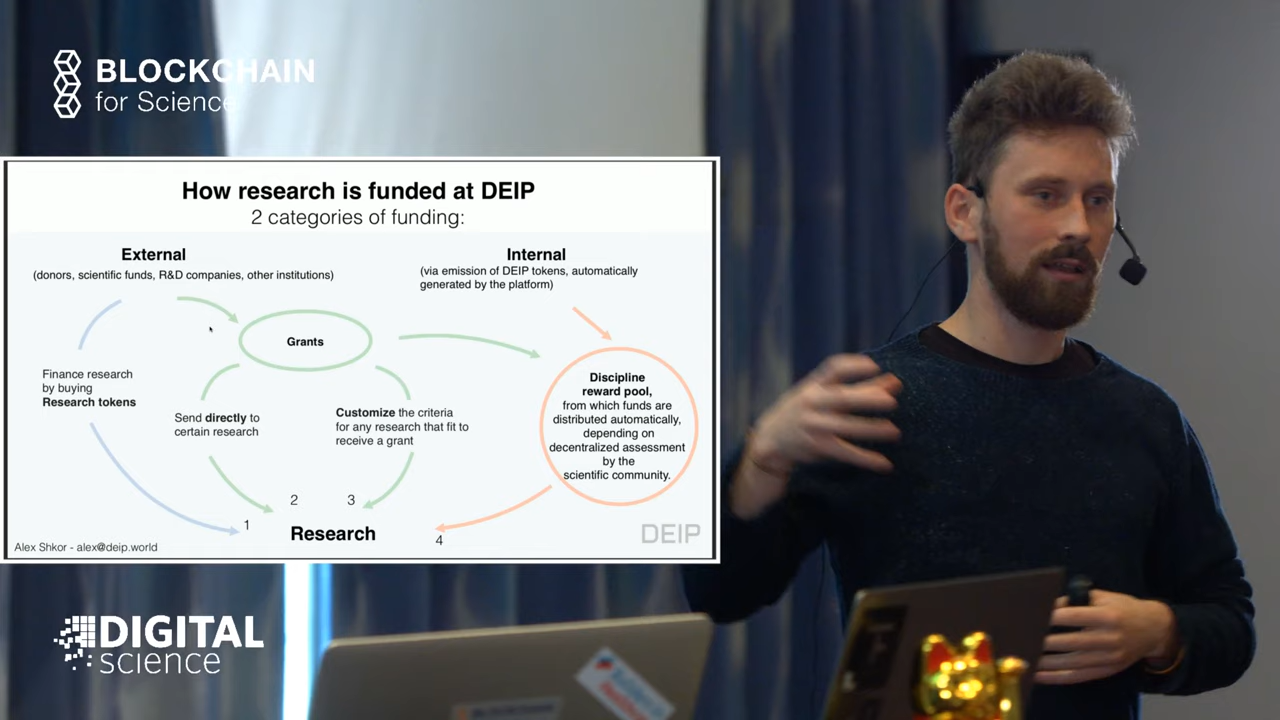 BLOCKCHAIN
for Science
How research is funded at DEIP
2 categories of funding:
External
(donors, scientific funds, R&D companies, other institutions)
Internal
(via emission of DEIP tokens, automatically
generated by the platform)
Grants
Finance research
by buying
Research tokens
Send directly to
certain research
Customize the criteria
for any research that fit to
receive a grant
Discipline
reward pool,
from which funds are
distributed automatically,
depending on
decentralized assessment
by the
scientific community.
1
2
3
4
Research
Alex Shkor - alex@deip.world
DEIP
DIGITAL
science